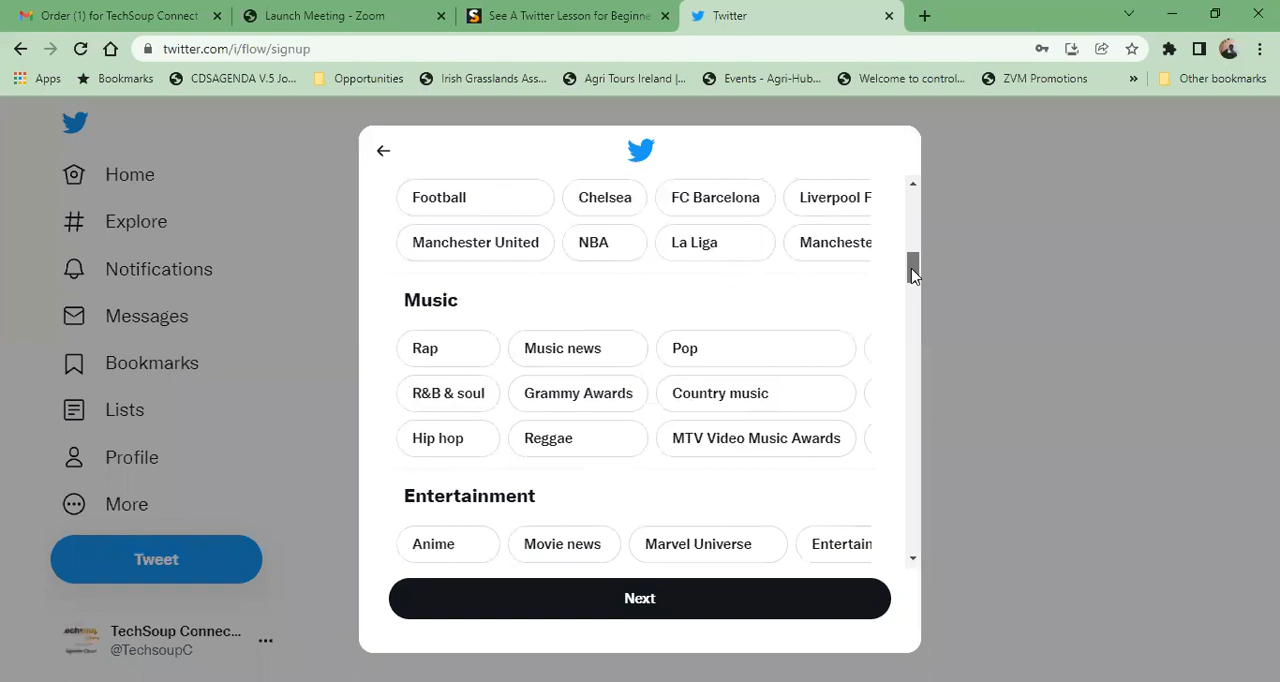 Order (1) for TechSoup Connect
Launch Meeting - Zoom
See A Twitter Lesson for Beginne
Twitter
twitter.com/i/flow/signup
Apps
Bookmarks
CDSAGENDA V.5 Jo...
Opportunities
Irish Grasslands Ass...
Agri Tours Ireland |...
Events - Agri-Hub...
Welcome to control...
ZVM Promotions
»
Other bookmarks
Home
Explore
Notifications
Messages
Bookmarks
Lists
Profile
More
Tweet
TechSoup Connec...
@TechsoupC
Football
Chelsea
FC Barcelona
Liverpool F
Manchester United
NBA
La Liga
Mancheste
Music
Rap
Music news
Pop
R&B & soul
Grammy Awards
Country music
Hip hop
Reggae
MTV Video Music Awards
Entertainment
Anime
Movie news
Marvel Universe
Entertain
Next